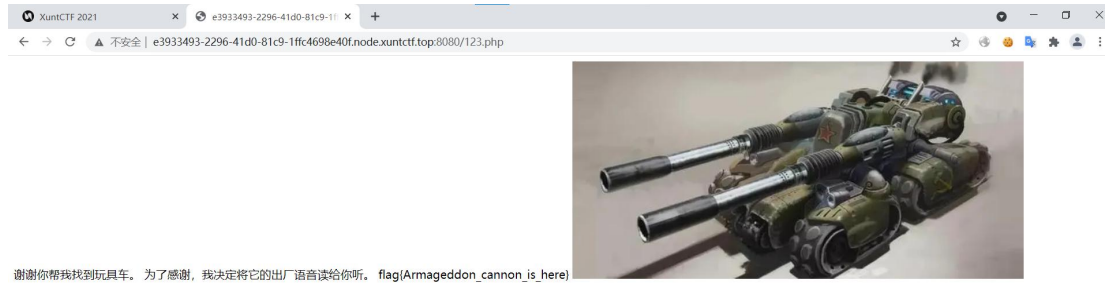 XuntCTF 2021
e3933493-2296-41d0-81c9-1f
不安全 | e3933493-2296-41d0-81c9-1ffc4698e40f.node.xuntctf.top:8080/123.php
谢谢你帮我找到玩具车。 为了感谢，我决定将它的出厂语音读给你听。 flag{Armageddon_cannon_is_here}